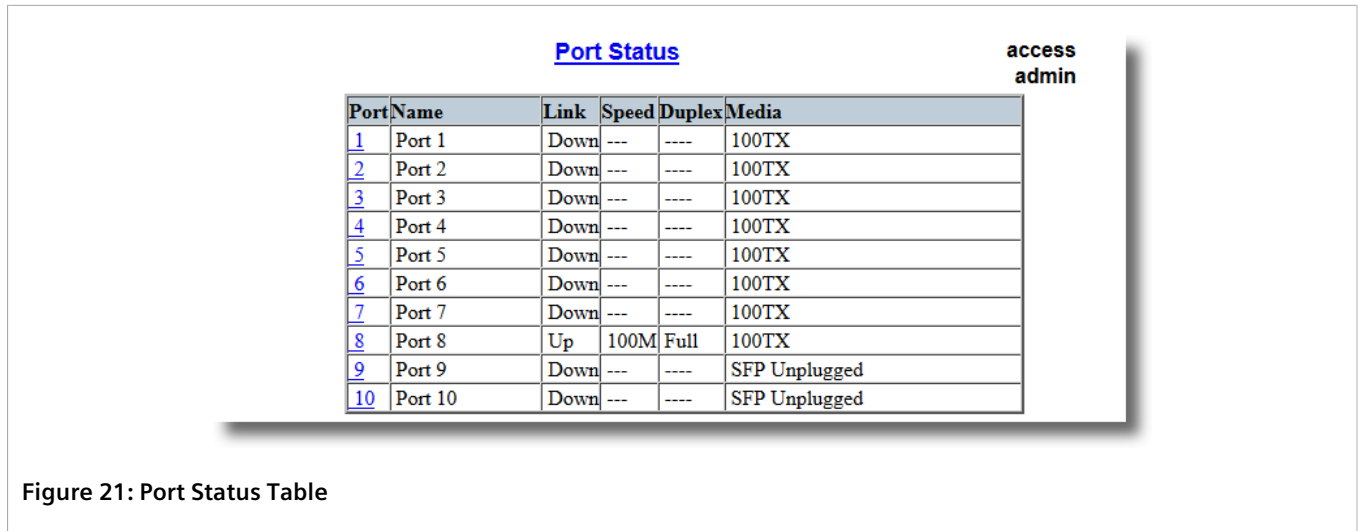 Port Status
access
admin
Port Name Link Speed Duplex Media
1 Port 1 Down --- ---- 100TX
2 Port 2 Down --- ---- 100TX
3 Port 3 Down --- ---- 100TX
4 Port 4 Down --- ---- 100TX
5 Port 5 Down --- ---- 100TX
6 Port 6 Down --- ---- 100TX
7 Port 7 Down --- ---- 100TX
8 Port 8 Up 100M Full 100TX
9 Port 9 Down --- ---- SFP Unplugged
10 Port 10 Down --- ---- SFP Unplugged
Figure 21: Port Status Table